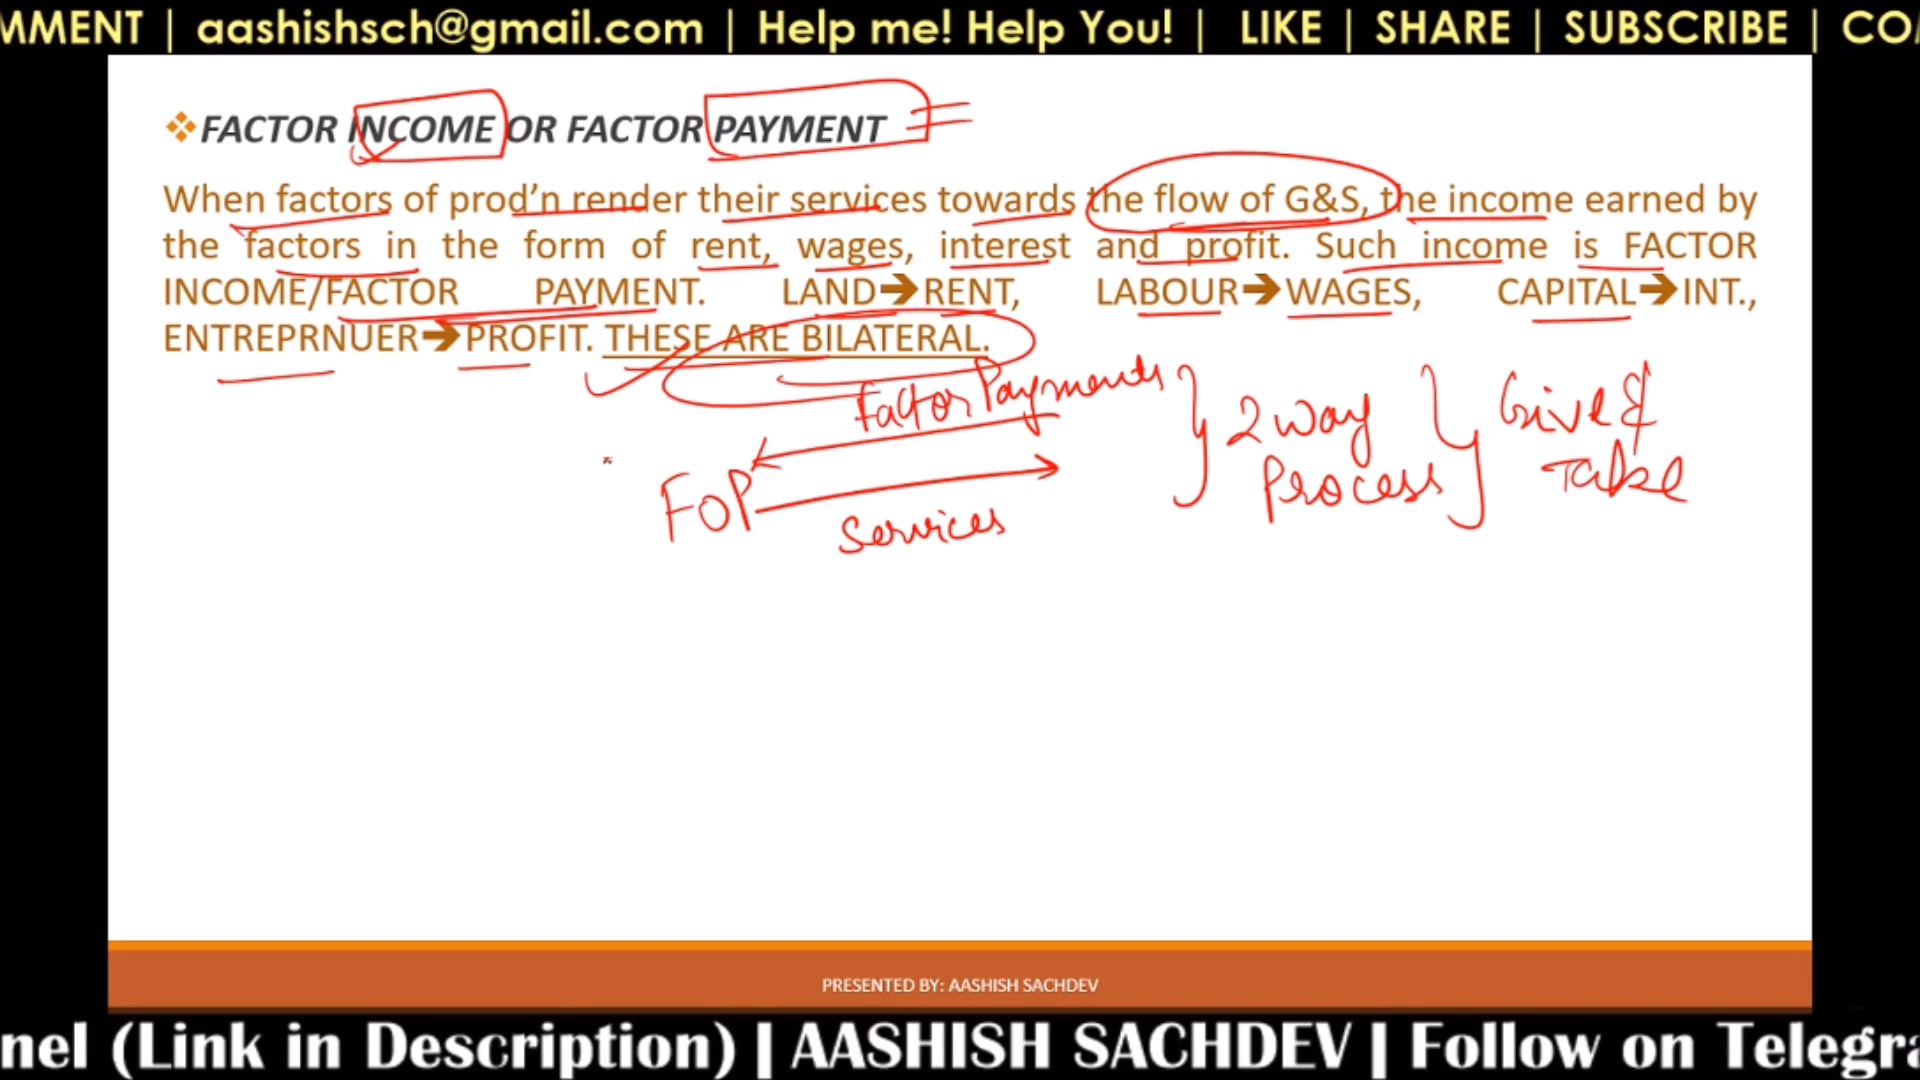 MMENT | aashishsch@gmail.com | Help me! Help You! | LIKE | SHARE | SUBSCRIBE | CO
❖FACTOR INCOME OR FACTOR PAYMENT =
When factors of prod’n render their services towards the flow of G&S, the income earned by
the factors in the form of rent, wages, interest and profit. Such income is FACTOR
INCOME/FACTOR PAYMENT. LAND➔RENT, LABOUR➔WAGES, CAPITAL➔INT.,
ENTREPRNUER➔PROFIT. THESE ARE BILATERAL.
Factor Payments
FOP
Services
2 way
Process
Give &
Take
PRESENTED BY: AASHISH SACHDEV
nel (Link in Description) | AASHISH SACHDEV | Follow on Telegra